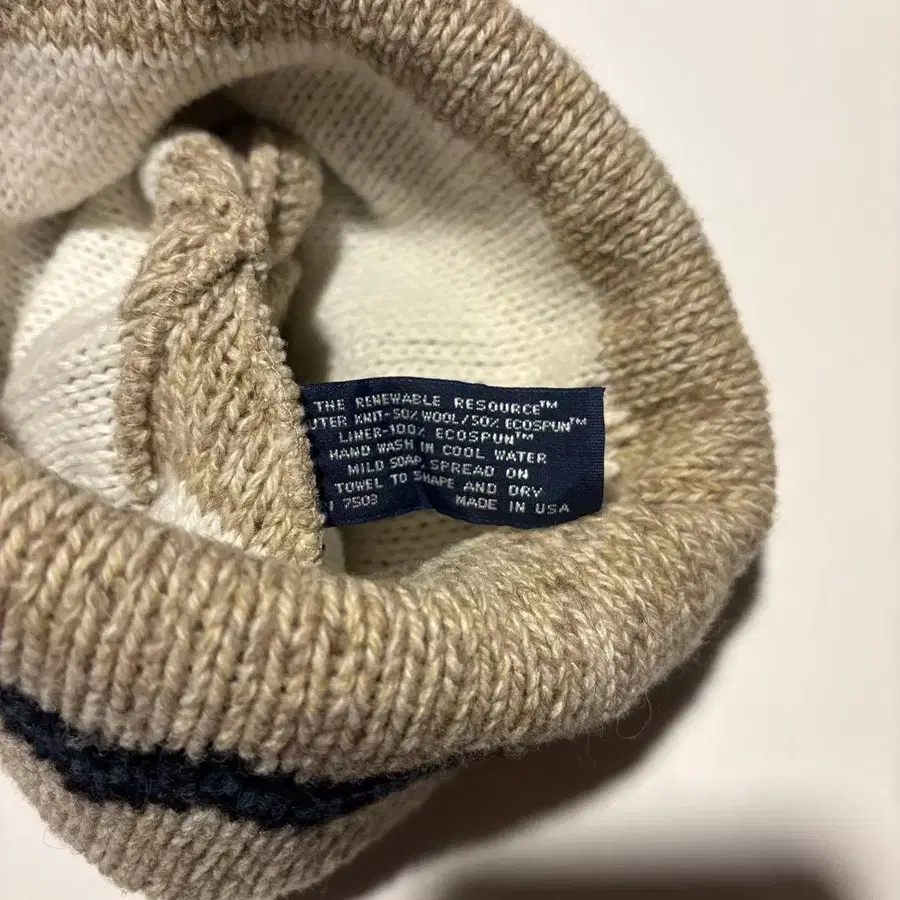 THE RENEWABLE RESOURCE™
UTER KNIT-50% WOOL/50% ECOSPUN™
LINER-100% ECOSPUN™
HAND WASH IN COOL WATER
MILD SOAP, SPREAD ON
TOWEL TO SHAPE AND DRY
7503 MADE IN USA